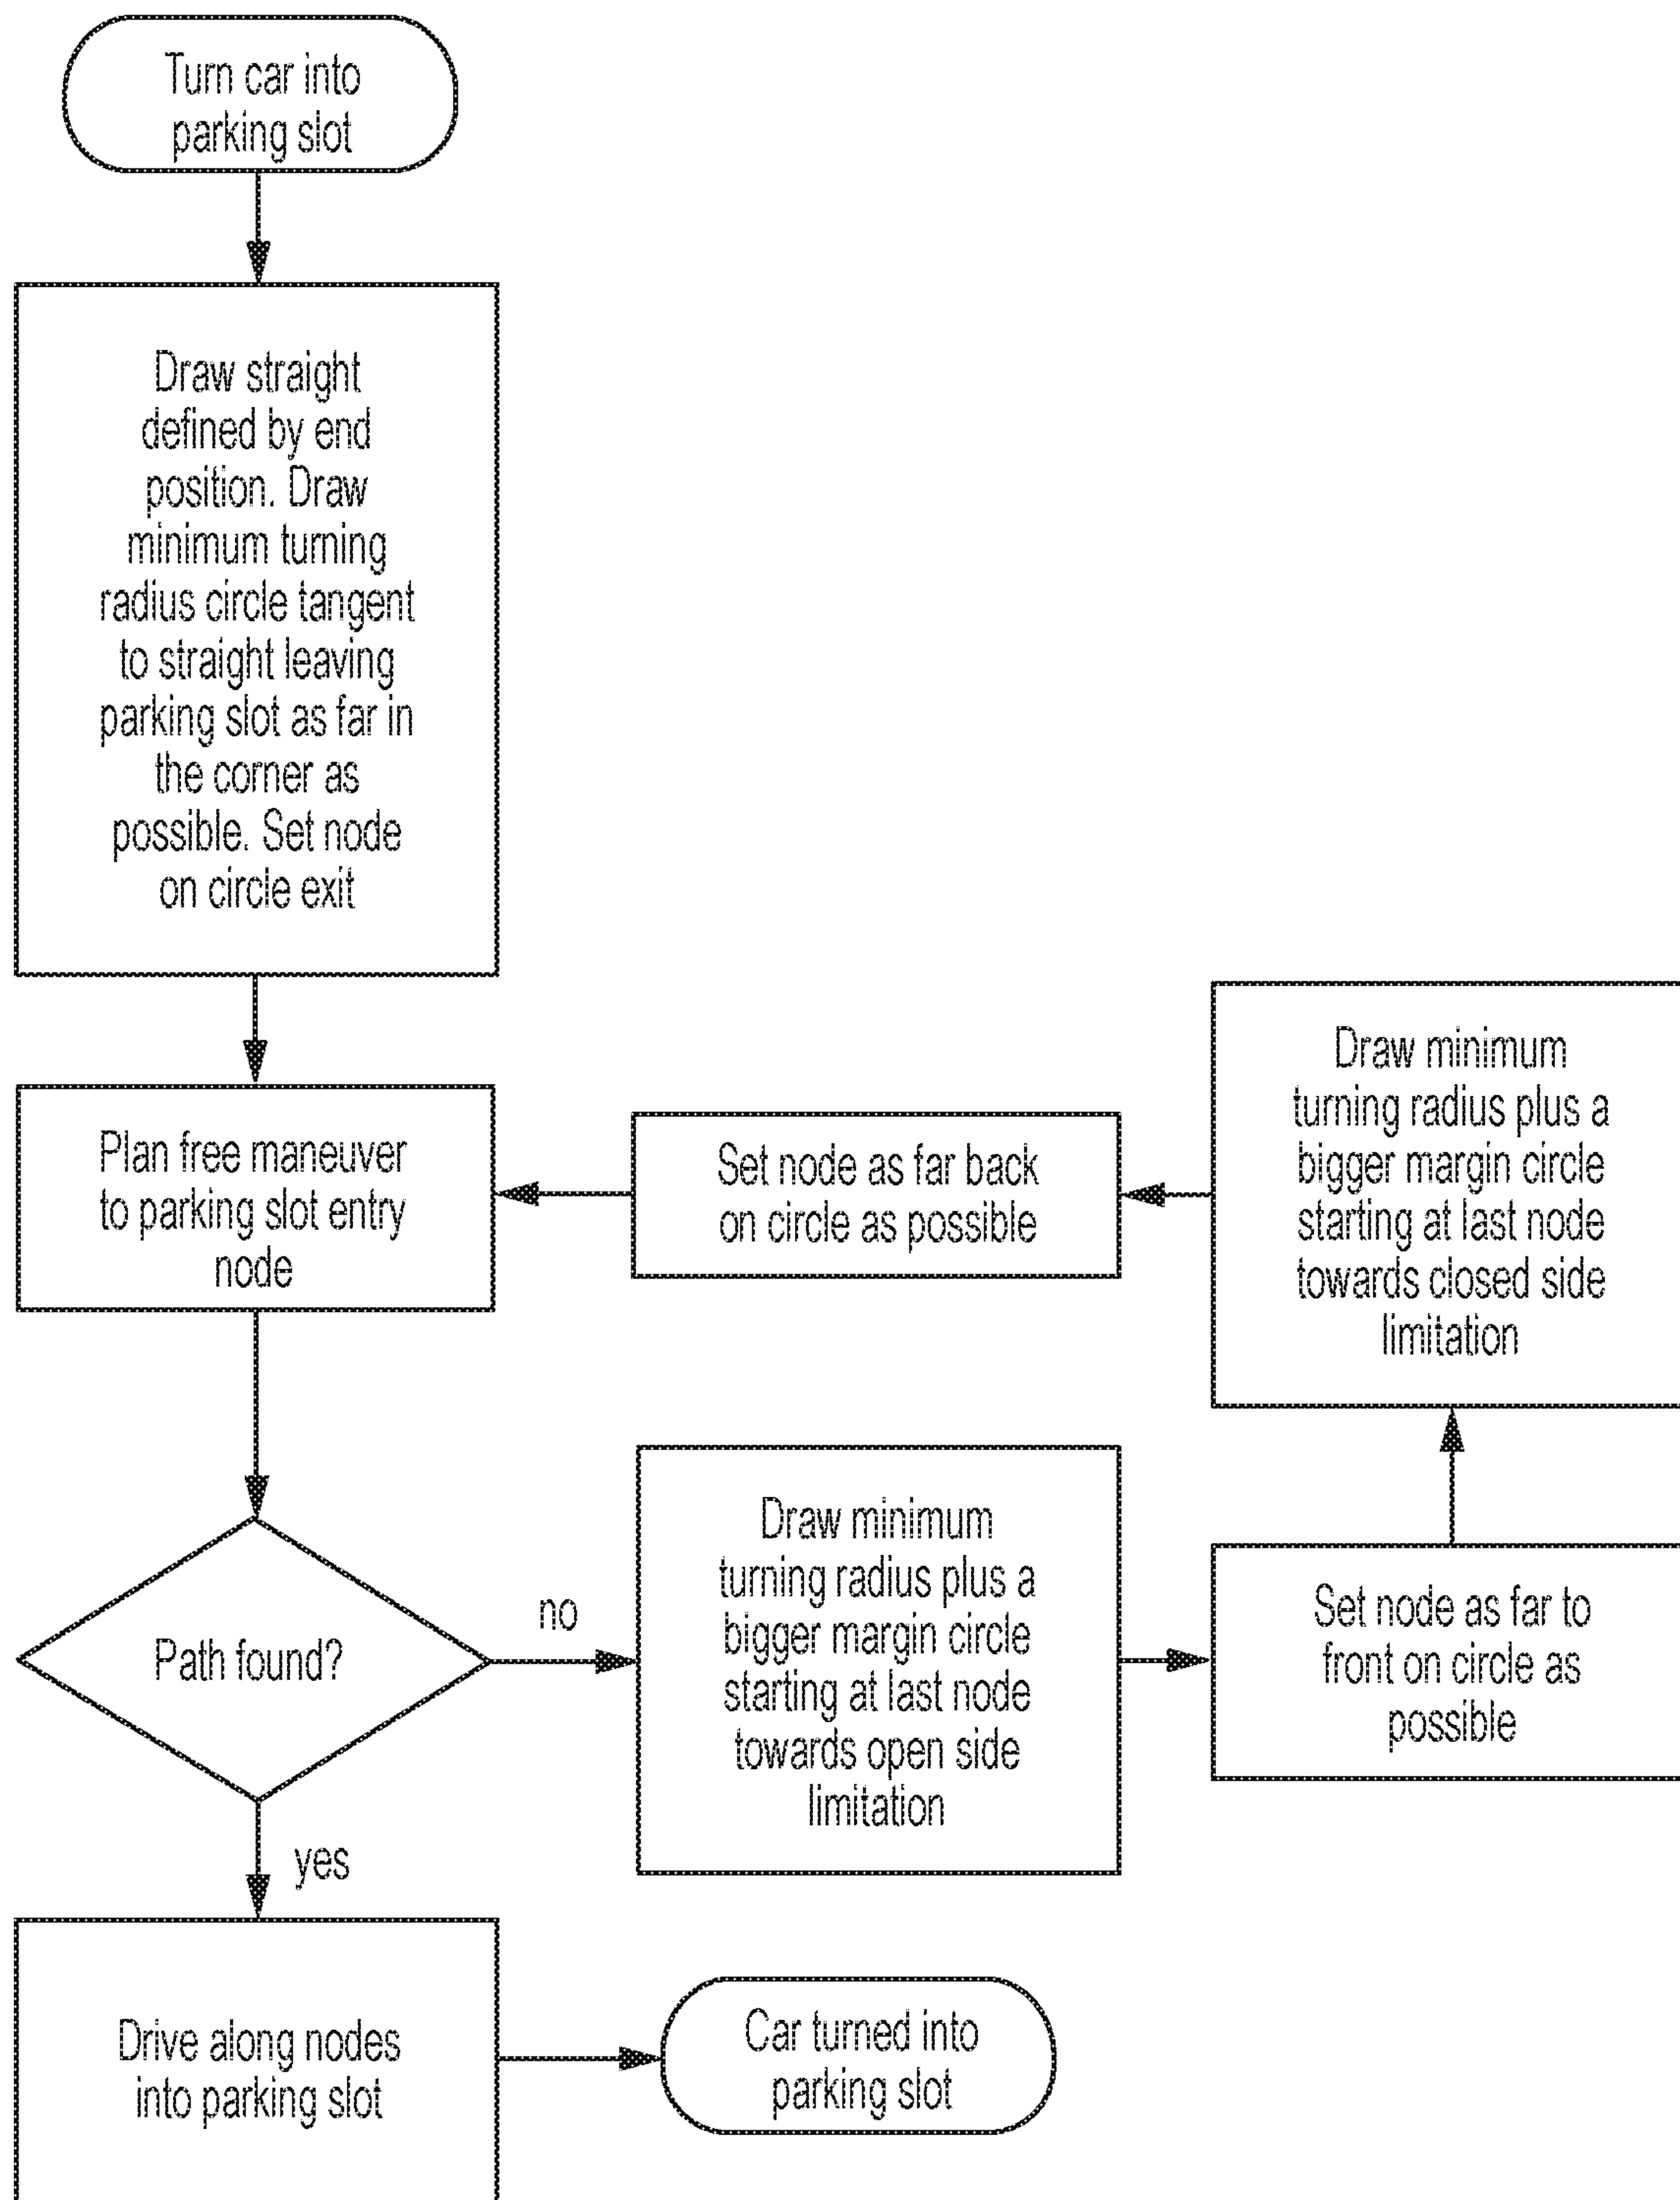 Turn car into
parking slot
Draw straight
defined by end
position. Draw
minimum turning
radius circle tangent
to straight leaving
parking slot as far in
the corner as
possible. Set node
on circle exit
Plan free maneuver
to parking slot entry
node
Set node as far back
on circle as possible
Draw minimum
turning radius plus a
bigger margin circle
starting at last node
towards closed side
limitation
Path found?
no
Draw minimum
turning radius plus a
bigger margin circle
starting at last node
towards open side
limitation
Set node as far to
front on circle as
possible
yes
Drive along nodes
into parking slot
Car turned into
parking slot